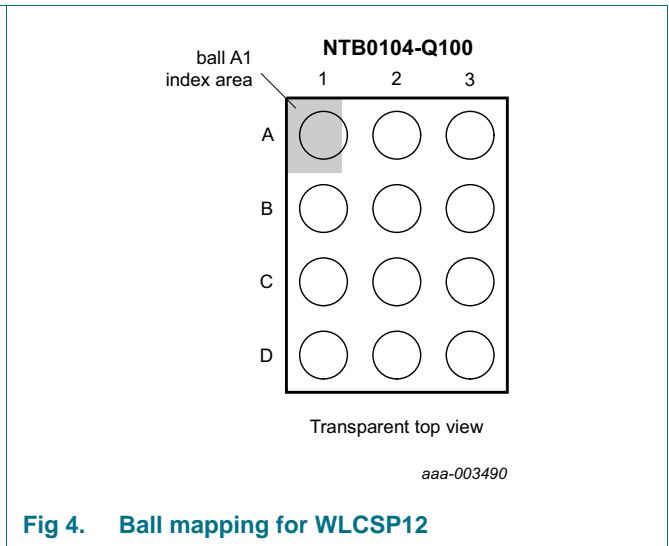 NTB0104-Q100
ball A1
index area
1 2 3
A
B
C
D
Transparent top view
aaa-003490
Fig 4. Ball mapping for WLCSP12